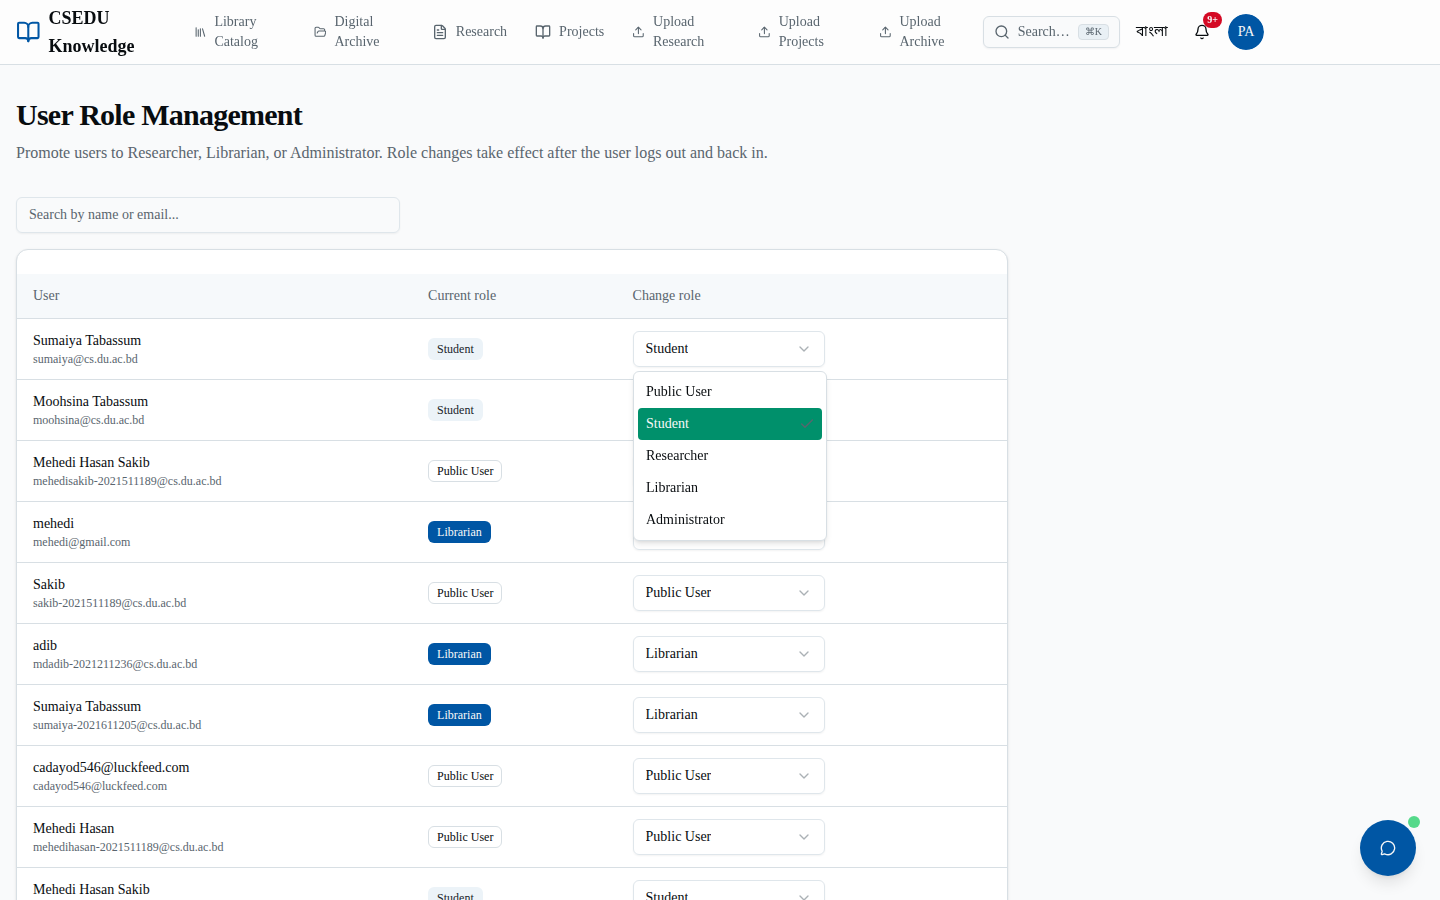 CSEDU
Knowledge
Library
Catalog
Digital
Archive
Research
Projects
Upload
Research
Upload
Projects
Upload
Archive
Search… ⌘K
বাংলা
9+
PA
User Role Management
Promote users to Researcher, Librarian, or Administrator. Role changes take effect after the user logs out and back in.
Search by name or email...
User Current role Change role
Sumaiya Tabassum
sumaiya@cs.du.ac.bd
Student
Student
Public User
Student
Researcher
Librarian
Administrator
Moohsina Tabassum
moohsina@cs.du.ac.bd
Student
Mehedi Hasan Sakib
mehedisakib-2021511189@cs.du.ac.bd
Public User
mehedi
mehedi@gmail.com
Librarian
Sakib
sakib-2021511189@cs.du.ac.bd
Public User
Public User
adib
mdadib-2021211236@cs.du.ac.bd
Librarian
Librarian
Sumaiya Tabassum
sumaiya-2021611205@cs.du.ac.bd
Librarian
Librarian
cadayod546@luckfeed.com
cadayod546@luckfeed.com
Public User
Public User
Mehedi Hasan
mehedihasan-2021511189@cs.du.ac.bd
Public User
Public User
Mehedi Hasan Sakib
Student
Student